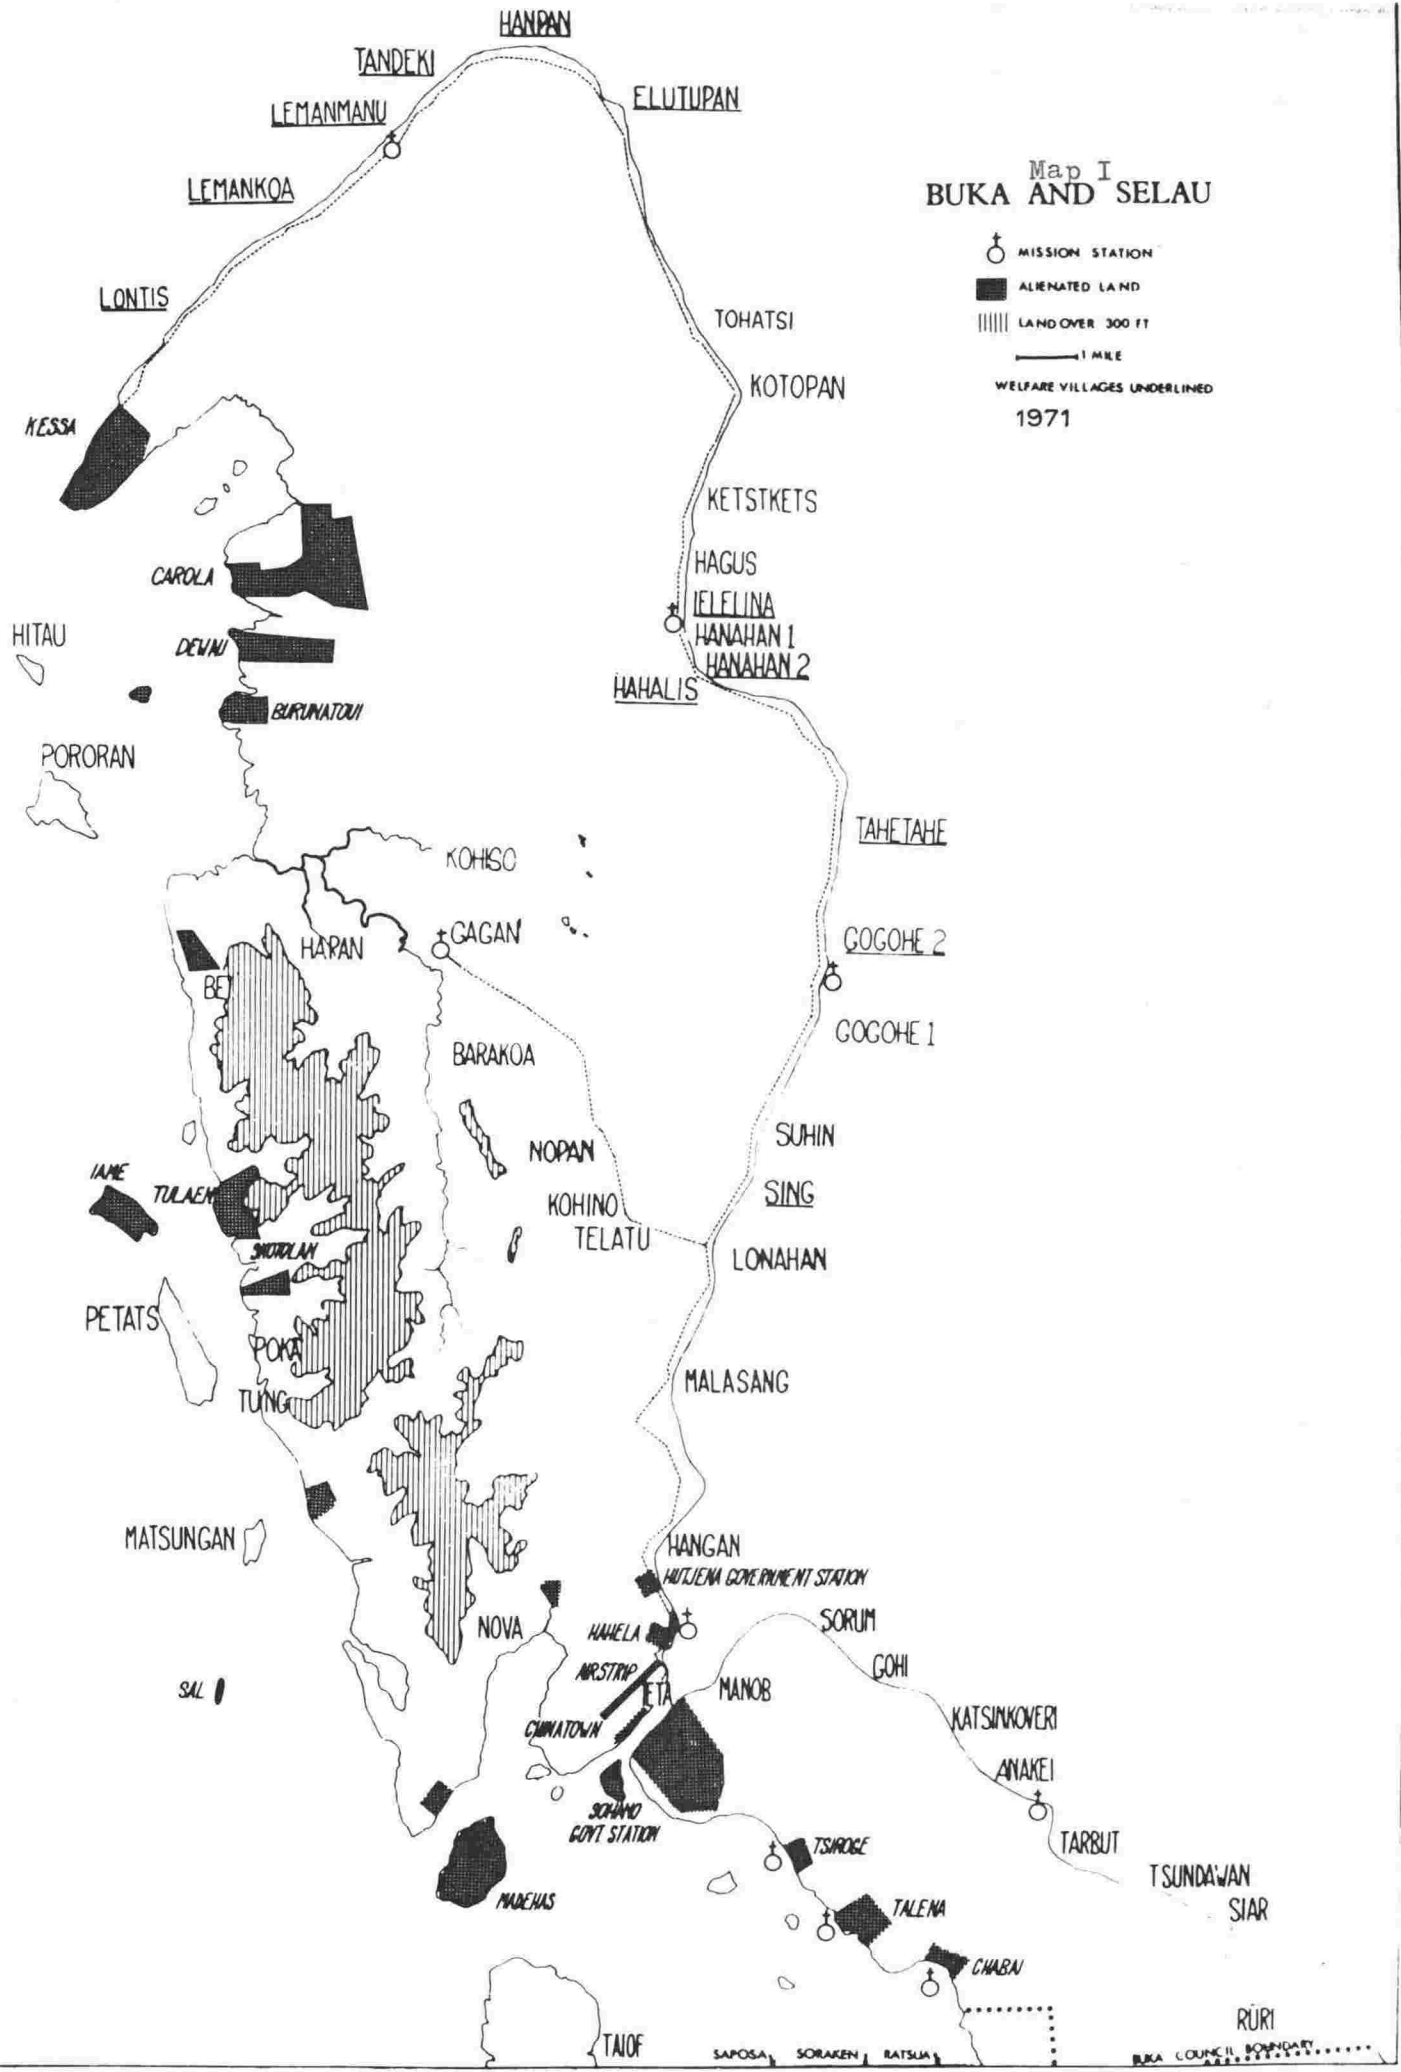 HANPAN
TANDEKI
ELUTUPAN
LEMANMANU
Map I
BUKA AND SELAU
LEMANKOA
MISSION STATION
ALIENATED LAND
LAND OVER 300 FT
1 MILE
WELFARE VILLAGES UNDERLINED
1971
LONTIS
TOHATSI
KOTOPAN
KESSA
KETSTKETS
HAGUS
CAROLA
IELELINA
HANAHAN 1
HITAU
DEWAU
HANAHAN 2
HAHALIS
BURUNATOUI
PORORAN
TAHETAHE
KOHISO
GAGAN
HAPAN
GOGOHE 2
BEI
GOGOHE 1
BARAKOA
SUHIN
NOPAN
IAME
TULAEN
SING
KOHINO
TELATU
SKOTOLAN
LONAHAN
PETATS
POKA
MALASANG
TUNG
MATSUNGAN
HANGAN
HUTJENA GOVERNMENT STATION
NOVA
HAHELA
SORUM
GOHI
AIRSTRIP
SAL
IETA
MANOB
KATSINKOVERI
CHINATOWN
ANAKEI
SOHANO
GOVT STATION
TARBUT
TSIROGE
TSUNDAWAN
MADEHAS
TALENA
SIAR
CHABAI
RURI
TAIOF
SAPOSA
SORAKEN
RATSUA
BUKA COUNCIL BOUNDARY